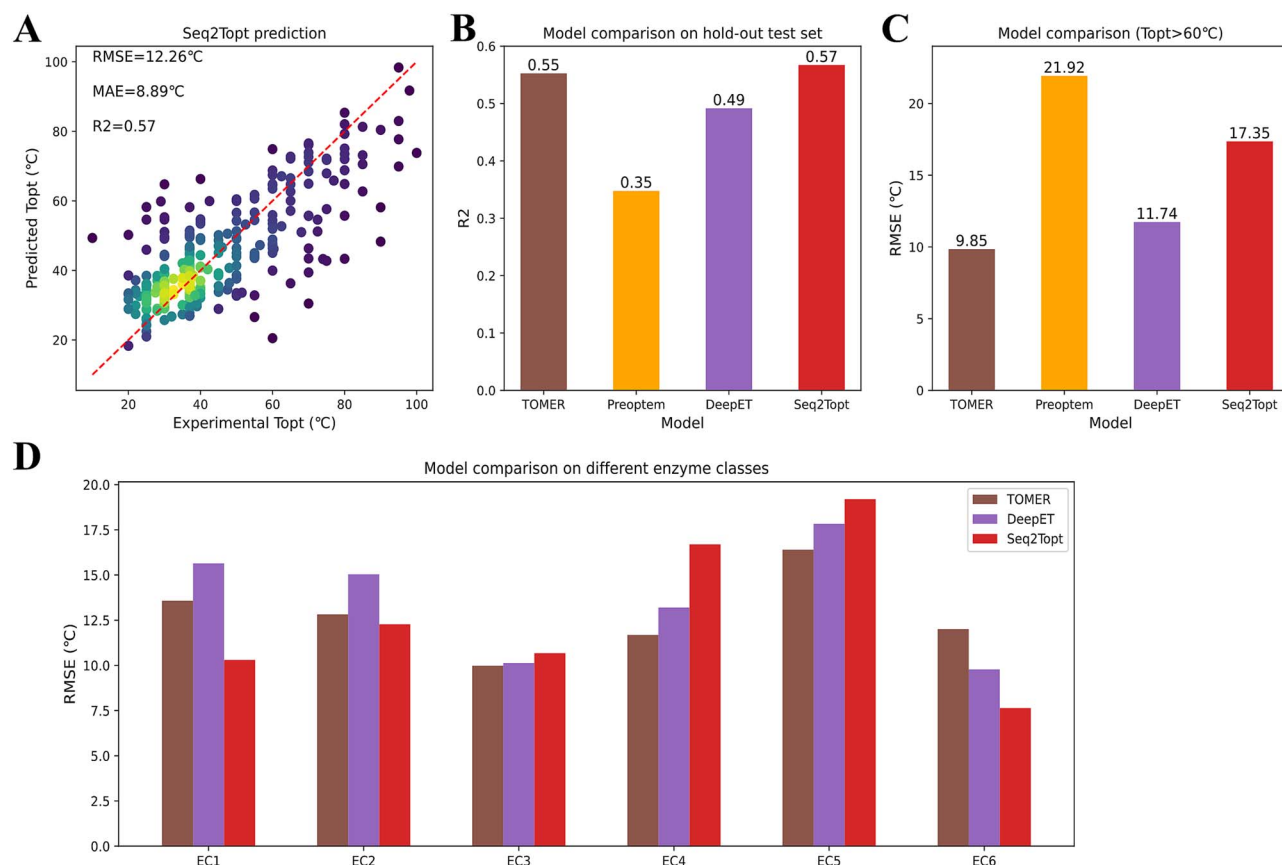 A
Seq2Topt prediction
RMSE=12.26℃
MAE=8.89℃
R2=0.57
100
80
60
40
20
Predicted Topt (℃)
20 40 60 80 100
Experimental Topt (℃)
B
Model comparison on hold-out test set
0.6
0.5
0.4
0.3
0.2
0.1
0.0
R2
0.55
0.35
0.49
0.57
TOMER Preoptem DeepET Seq2Topt
Model
C
Model comparison (Topt>60℃)
20
15
10
5
0
RMSE (℃)
9.85
21.92
11.74
17.35
TOMER Preoptem DeepET Seq2Topt
Model
D
Model comparison on different enzyme classes
20.0
17.5
15.0
12.5
10.0
7.5
5.0
2.5
0.0
RMSE (℃)
TOMER
DeepET
Seq2Topt
EC1 EC2 EC3 EC4 EC5 EC6